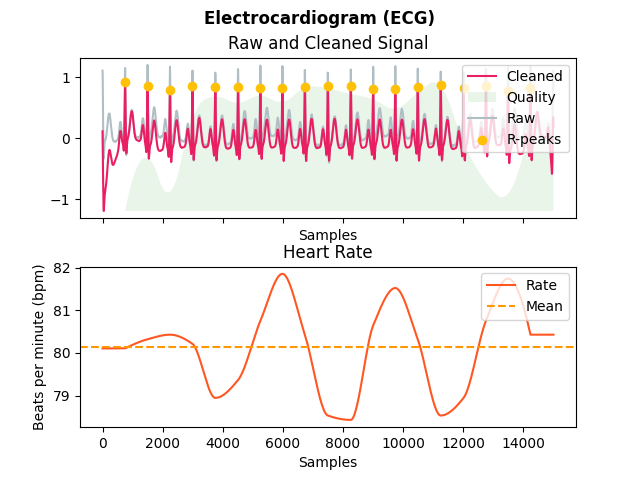 Electrocardiogram (ECG)
Raw and Cleaned Signal
1
0
−1
Cleaned
Quality
Raw
R-peaks
Samples
Heart Rate
Beats per minute (bpm)
82
81
80
79
Rate
Mean
0 2000 4000 6000 8000 10000 12000 14000
Samples